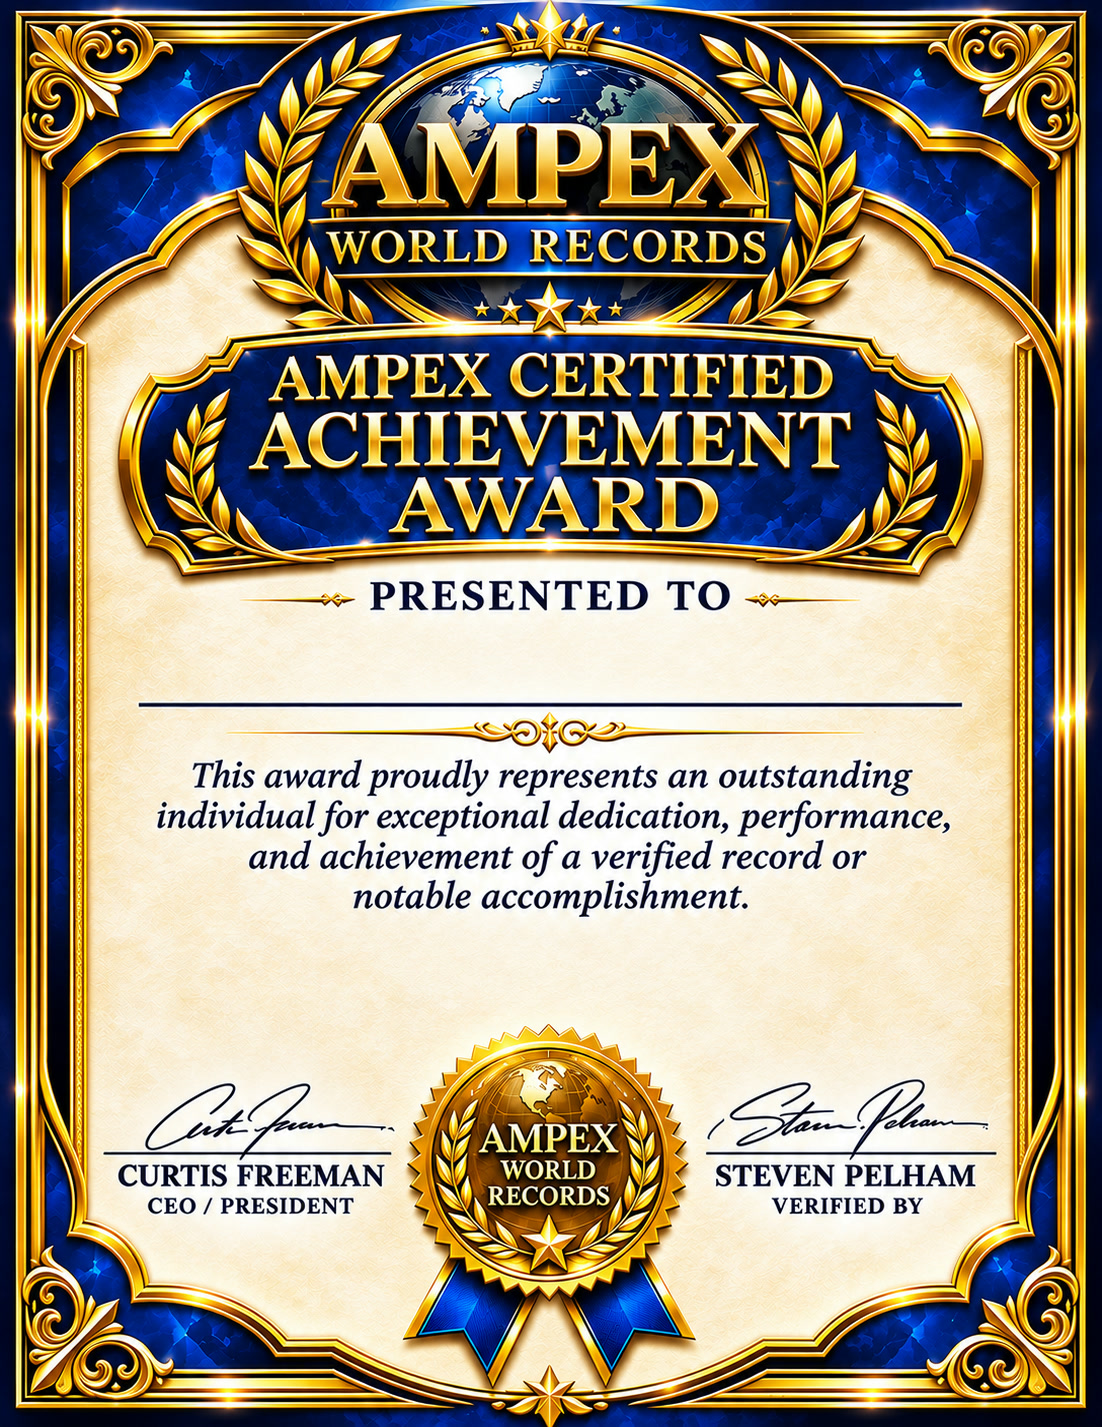 AMPEX
WORLD RECORDS
AMPEX CERTIFIED
ACHIEVEMENT
AWARD
PRESENTED TO
This award proudly represents an outstanding
individual for exceptional dedication, performance,
and achievement of a verified record or
notable accomplishment.
CURTIS FREEMAN
CEO / PRESIDENT
AMPEX
WORLD
RECORDS
STEVEN PELHAM
VERIFIED BY